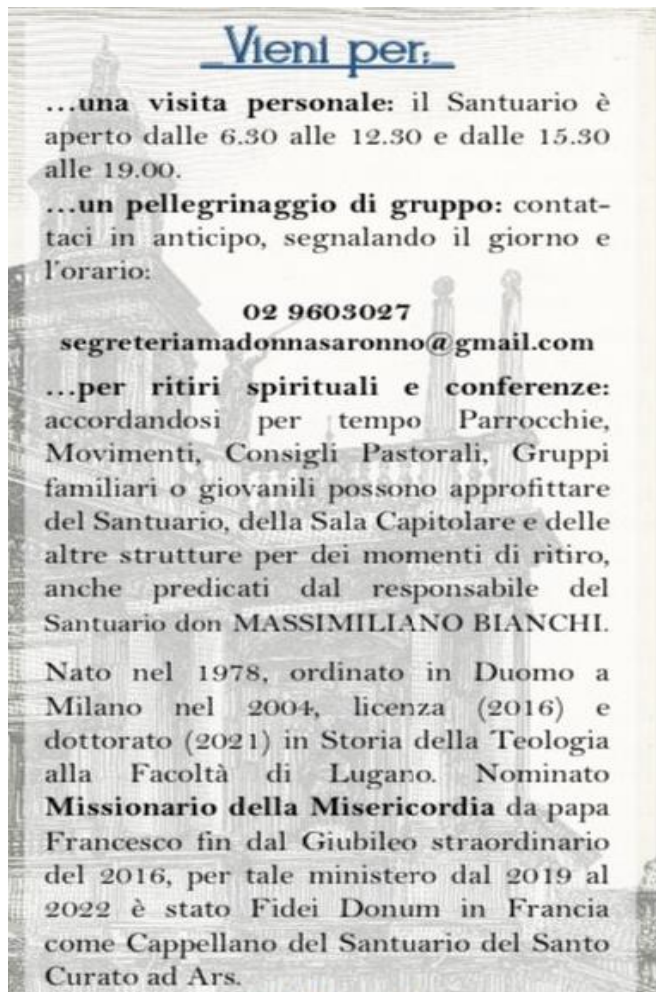 Vieni per:
...una visita personale: il Santuario è
aperto dalle 6.30 alle 12.30 e dalle 15.30
alle 19.00.
...un pellegrinaggio di gruppo: contat-
taci in anticipo, segnalando il giorno e
l'orario:
02 9603027
segreteriamadonnasaronno@gmail.com
...per ritiri spirituali e conferenze:
accordandosi per tempo Parrocchie,
Movimenti, Consigli Pastorali, Gruppi
familiari o giovanili possono approfittare
del Santuario, della Sala Capitolare e delle
altre strutture per dei momenti di ritiro,
anche predicati dal responsabile del
Santuario don MASSIMILIANO BIANCHI.
Nato nel 1978, ordinato in Duomo a
Milano nel 2004, licenza (2016) e
dottorato (2021) in Storia della Teologia
alla Facoltà di Lugano. Nominato
Missionario della Misericordia da papa
Francesco fin dal Giubileo straordinario
del 2016, per tale ministero dal 2019 al
2022 è stato Fidei Donum in Francia
come Cappellano del Santuario del Santo
Curato ad Ars.